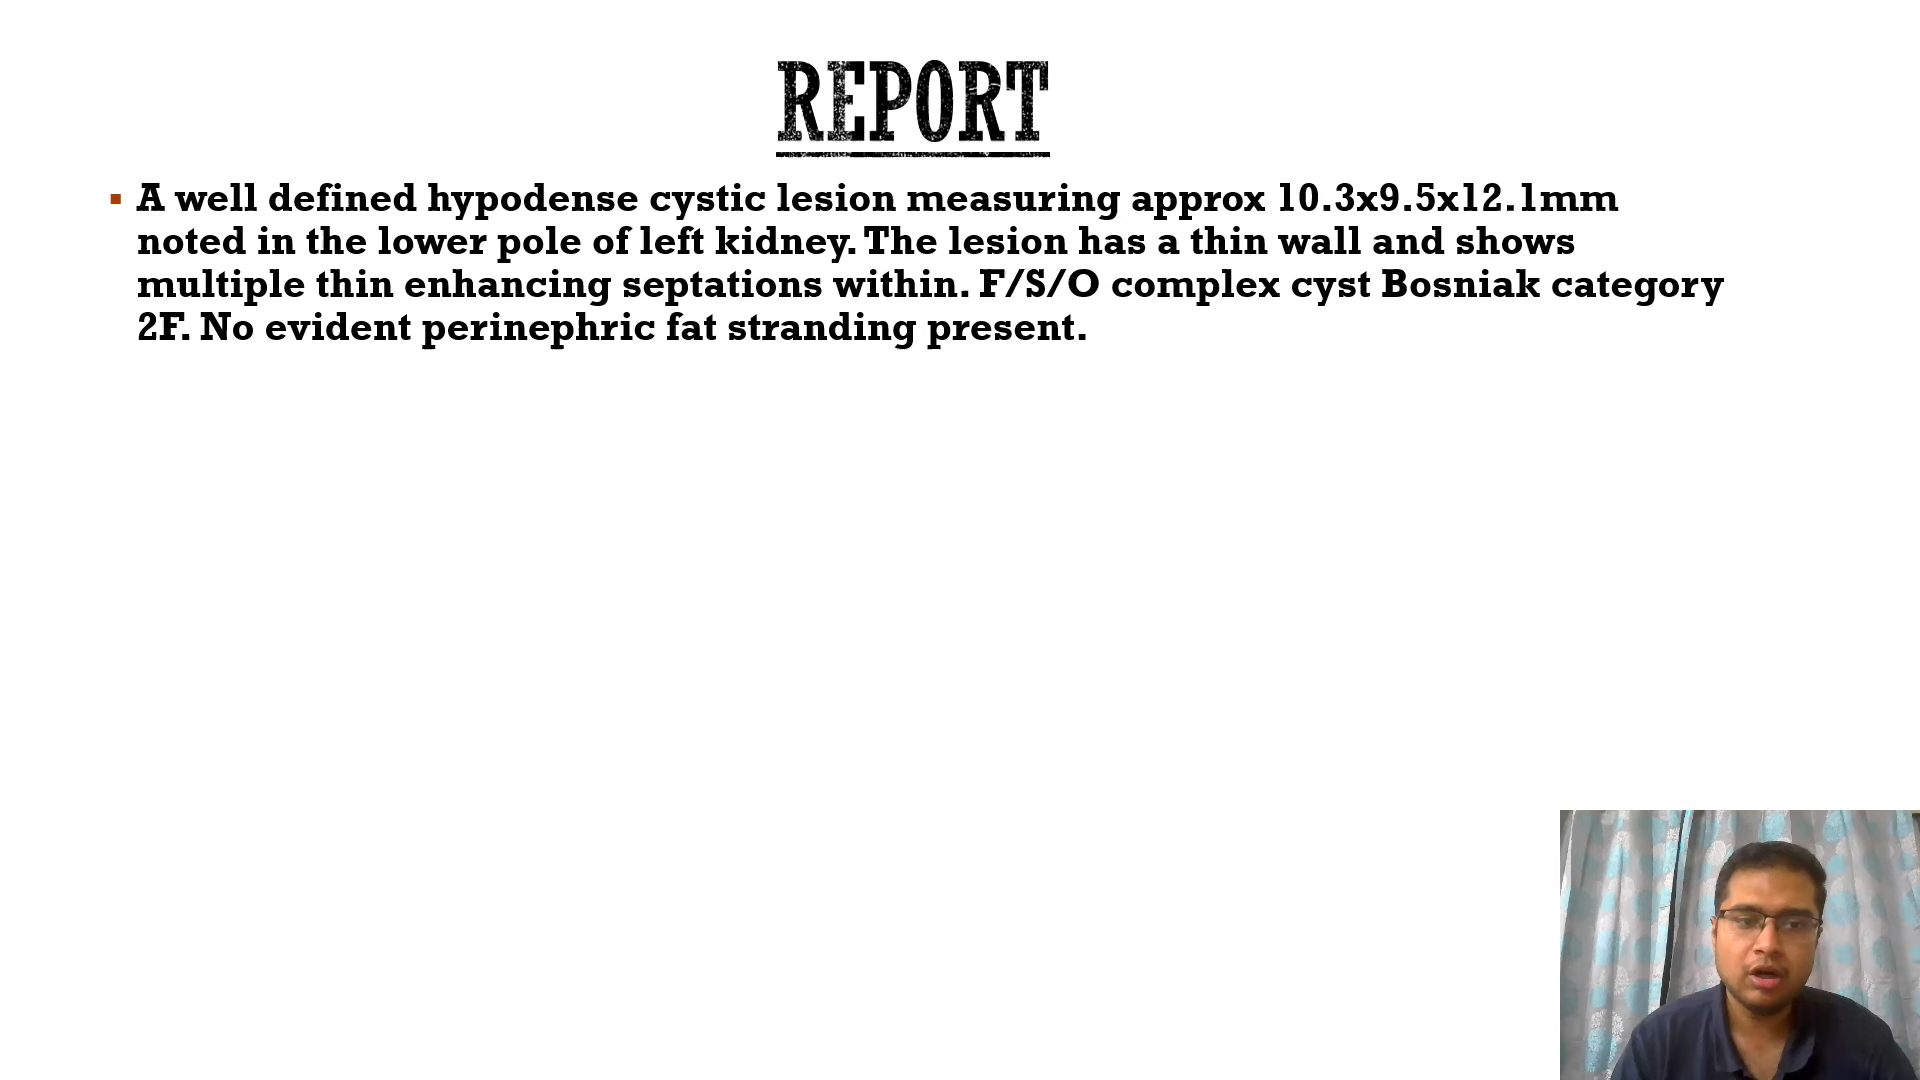 REPORT
A well defined hypodense cystic lesion measuring approx 10.3x9.5x12.1mm
noted in the lower pole of left kidney. The lesion has a thin wall and shows
multiple thin enhancing septations within. F/S/O complex cyst Bosniak category
2F. No evident perinephric fat stranding present.